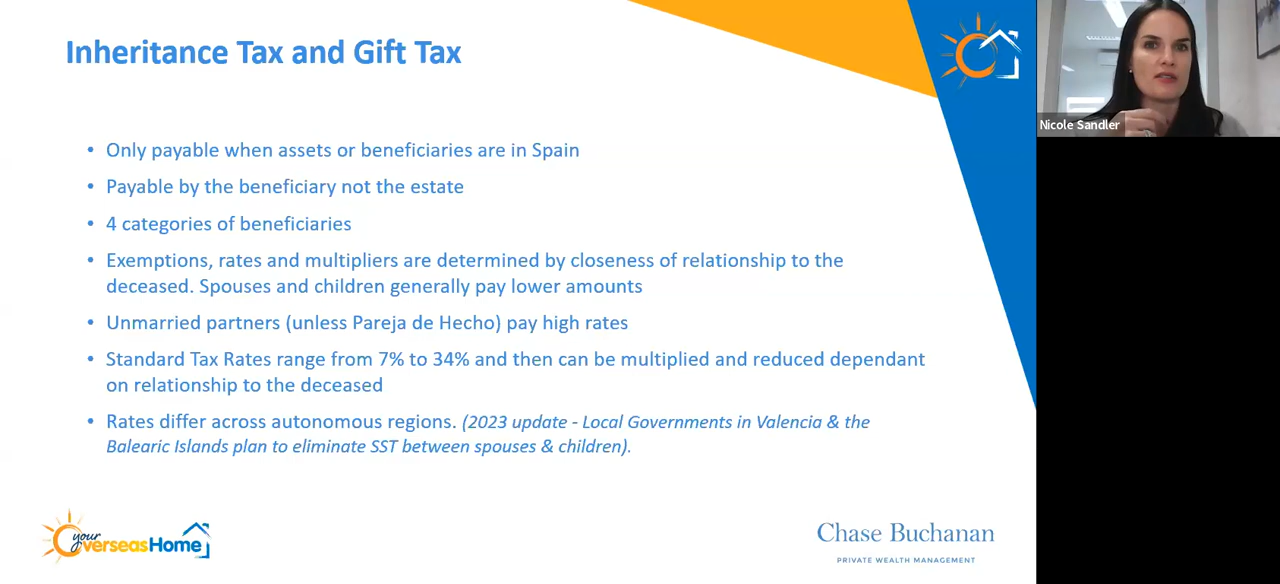 Inheritance Tax and Gift Tax
Nicole Sandler
• Only payable when assets or beneficiaries are in Spain
• Payable by the beneficiary not the estate
• 4 categories of beneficiaries
• Exemptions, rates and multipliers are determined by closeness of relationship to the
deceased. Spouses and children generally pay lower amounts
• Unmarried partners (unless Pareja de Hecho) pay high rates
• Standard Tax Rates range from 7% to 34% and then can be multiplied and reduced dependant
on relationship to the deceased
• Rates differ across autonomous regions. (2023 update - Local Governments in Valencia & the
Balearic Islands plan to eliminate SST between spouses & children).
your
OverseasHome
Chase Buchanan
PRIVATE WEALTH MANAGEMENT